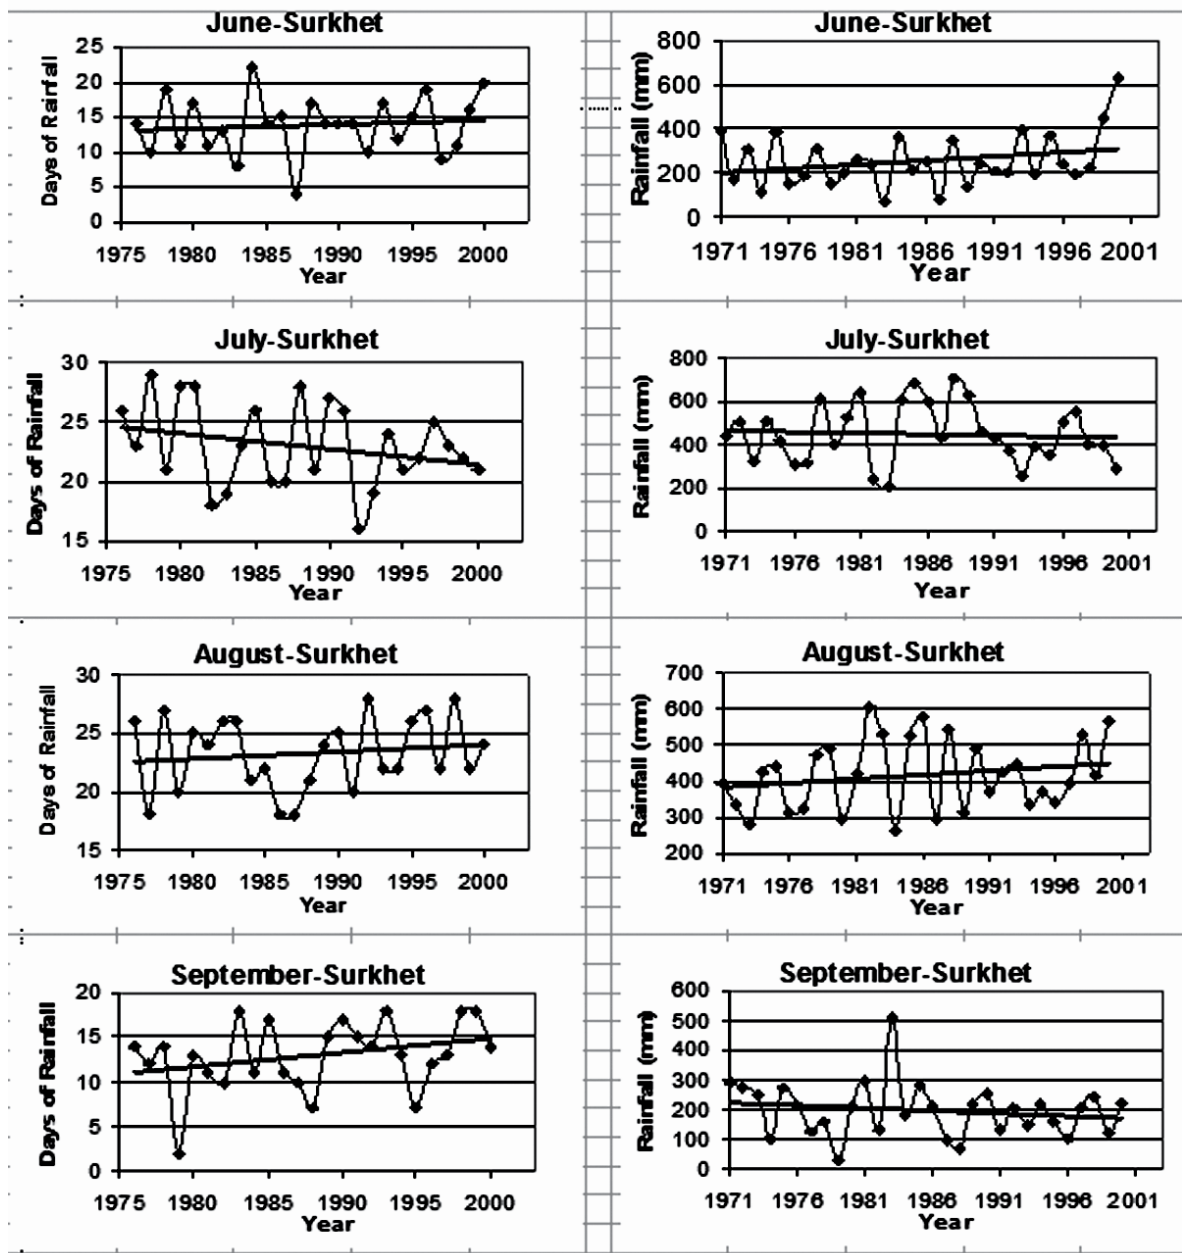 June-Surkhet
Days of Rainfall
25
20
15
10
5
0
1975 1980 1985 1990 1995 2000
Year
June-Surkhet
Rainfall (mm)
800
600
400
200
0
1971 1976 1981 1986 1991 1996 2001
Year
July-Surkhet
Days of Rainfall
30
25
20
15
1975 1980 1985 1990 1995 2000
Year
July-Surkhet
Rainfall (mm)
800
600
400
200
0
1971 1976 1981 1986 1991 1996 2001
Year
August-Surkhet
Days of Rainfall
30
25
20
15
1975 1980 1985 1990 1995 2000
Year
August-Surkhet
Rainfall (mm)
700
600
500
400
300
200
1971 1976 1981 1986 1991 1996 2001
Year
September-Surkhet
Days of Rainfall
20
15
10
5
0
1975 1980 1985 1990 1995 2000
Year
September-Surkhet
Rainfall (mm)
600
500
400
300
200
100
0
1971 1976 1981 1986 1991 1996 2001
Year